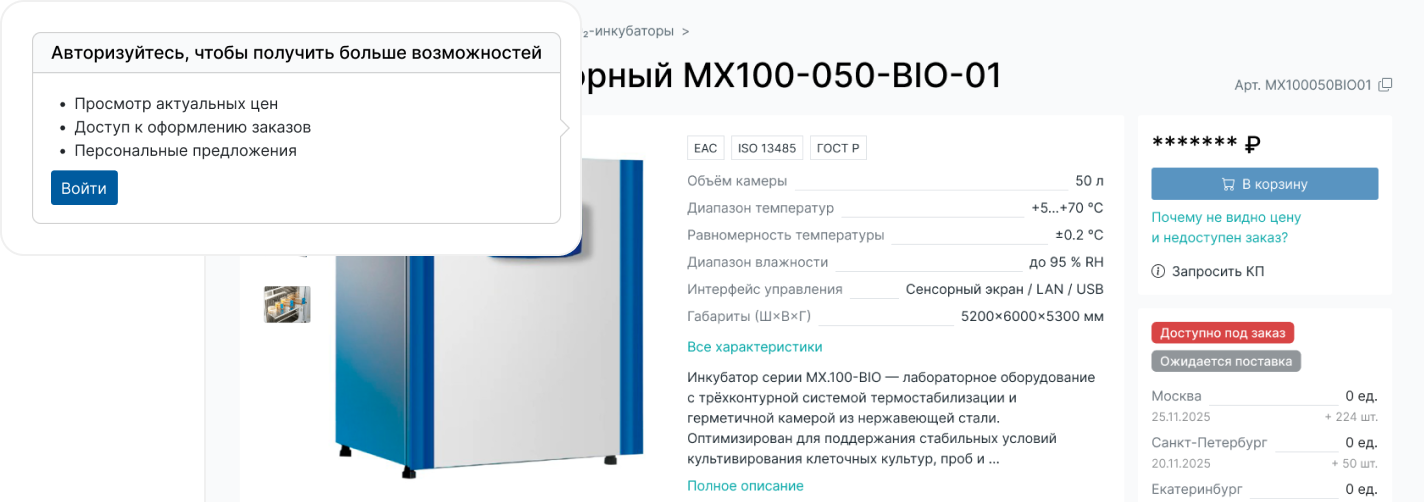 Авторизуйтесь, чтобы получить больше возможностей
• Просмотр актуальных цен
• Доступ к оформлению заказов
• Персональные предложения
Войти
₂-инкубаторы >
рный MX100-050-BIO-01
Арт. MX100050BIO01
EAC ISO 13485 ГОСТ Р
Объём камеры 50 л
Диапазон температур +5...+70 °C
Равномерность температуры ±0.2 °C
Диапазон влажности до 95 % RH
Интерфейс управления Сенсорный экран / LAN / USB
Габариты (Ш×В×Г) 5200×6000×5300 мм
Все характеристики
Инкубатор серии MX.100-BIO — лабораторное оборудование
с трёхконтурной системой термостабилизации и
герметичной камерой из нержавеющей стали.
Оптимизирован для поддержания стабильных условий
культивирования клеточных культур, проб и ...
Полное описание
******* ₽
В корзину
Почему не видно цену
и недоступен заказ?
Запросить КП
Доступно под заказ
Ожидается поставка
Москва 0 ед.
25.11.2025 + 224 шт.
Санкт-Петербург 0 ед.
20.11.2025 + 50 шт.
Екатеринбург 0 ед.